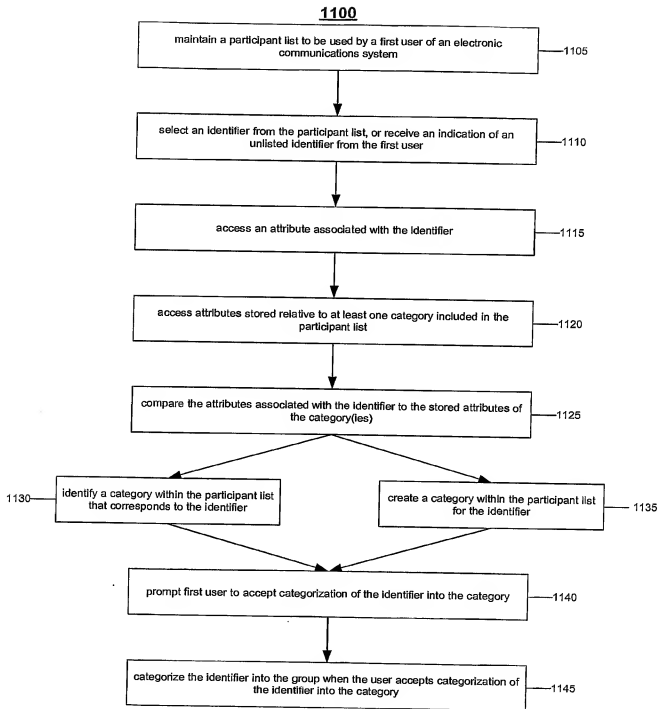 1100
maintain a participant list to be used by a first user of an electronic
communications system
1105
select an identifier from the participant list, or receive an indication of an
unlisted identifier from the first user
1110
access an attribute associated with the identifier
1115
access attributes stored relative to at least one category included in the
participant list
1120
compare the attributes associated with the identifier to the stored attributes of
the category(ies)
1125
1130
identify a category within the participant list
that corresponds to the identifier
create a category within the participant list
for the identifier
1135
prompt first user to accept categorization of the identifier into the category
1140
categorize the identifier into the group when the user accepts categorization of
the identifier into the category
1145